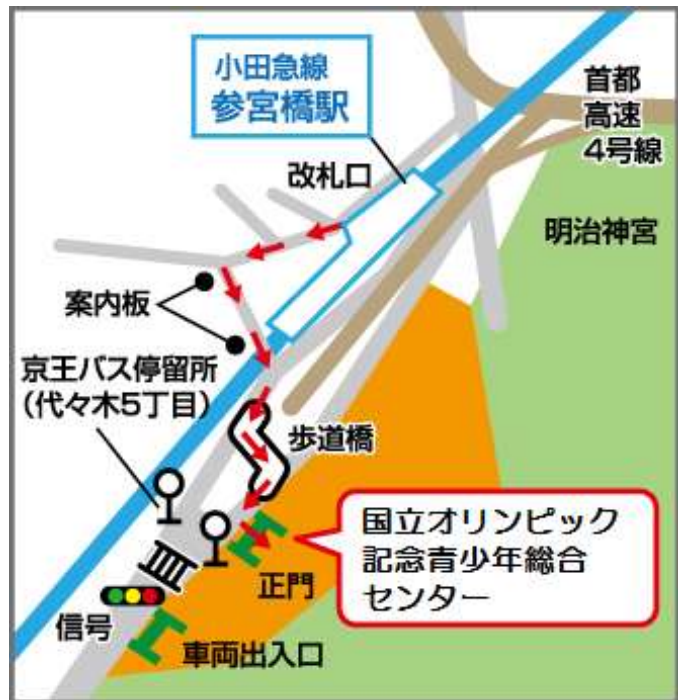 小田急線
参宮橋駅
首都
高速
4号線
改札口
明治神宮
案内板
京王バス停留所
(代々木5丁目)
歩道橋
国立オリンピック
記念青少年総合
センター
正門
信号
車両出入口